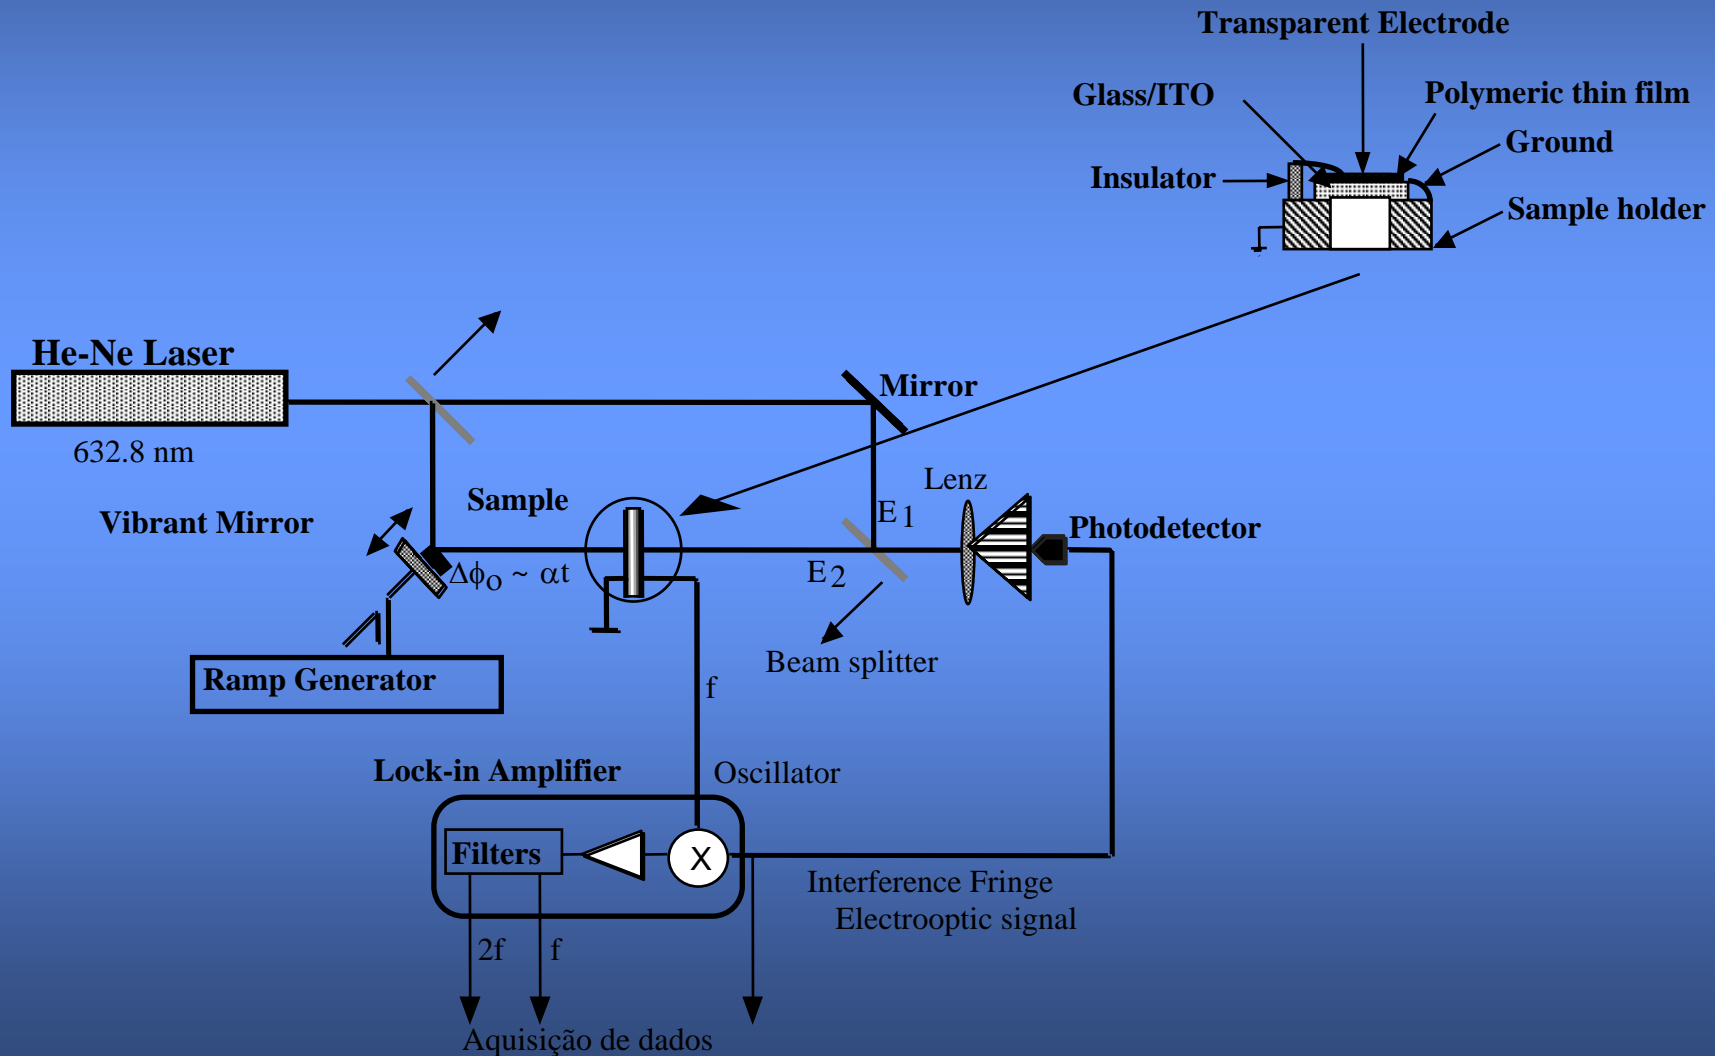 Transparent Electrode
Glass/ITO
Polymeric thin film
Ground
Insulator
Sample holder
He-Ne Laser
632.8 nm
Mirror
Lenz
Sample
Vibrant Mirror
E1
Photodetector
Δϕo ~ αt
E2
Beam splitter
Ramp Generator
f
Lock-in Amplifier
Oscillator
Filters
X
Interference Fringe
Electrooptic signal
2f
f
Aquisição de dados